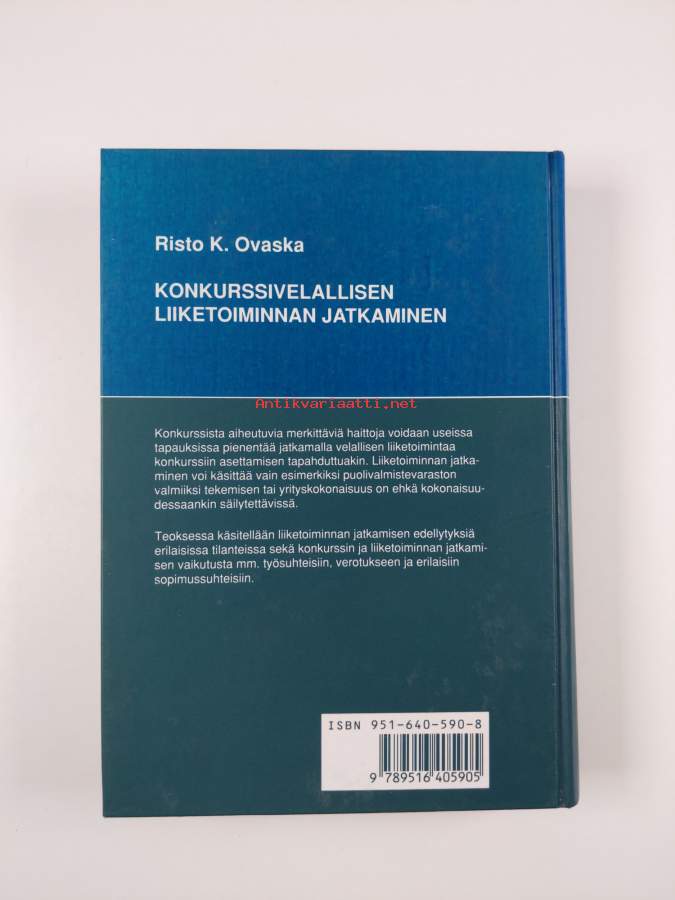 Risto K. Ovaska
KONKURSSIVELALLISEN
LIIKETOIMINNAN JATKAMINEN
Antikvariaatti.net
Konkurssista aiheutuvia merkittäviä haittoja voidaan useissa
tapauksissa pienentää jatkamalla velallisen liiketoimintaa
konkurssiin asettamisen tapahduttuakin. Liiketoiminnan jatka-
minen voi käsittää vain esimerkiksi puolivalmistevaraston
valmiiksi tekemisen tai yrityskokonaisuus on ehkä kokonaisuu-
dessaankin säilytettävissä.
Teoksessa käsitellään liiketoiminnan jatkamisen edellytyksiä
erilaisissa tilanteissa sekä konkurssin ja liiketoiminnan jatkami-
sen vaikutusta mm. työsuhteisiin, verotukseen ja erilaisiin
sopimussuhteisiin.
ISBN 951-640-590-8
9 789516 405905